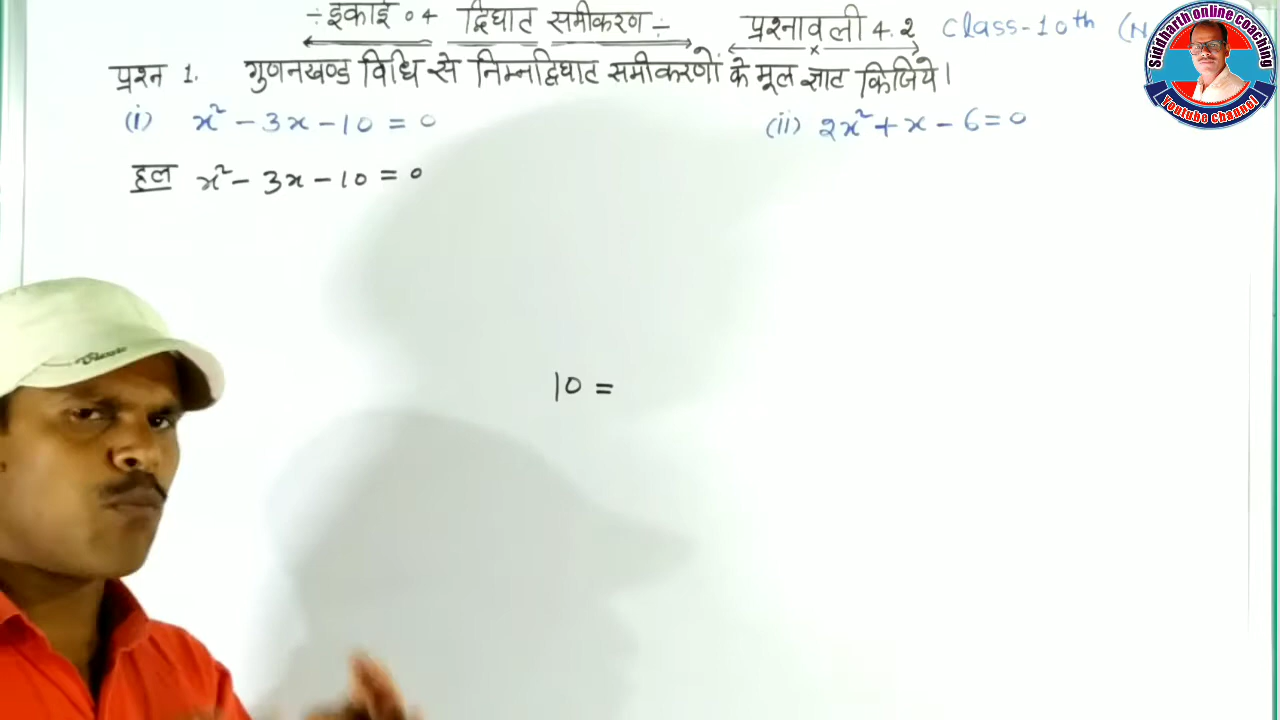 ÷ इकाई ०4 द्विघात समीकरण ÷ प्रश्नावली 4.2 Class-10th (N
प्रश्न 1. गुणनखण्ड विधि से निम्नद्विघाट समीकरणों के मूल ज्ञाट किजिये।
(i) x² - 3x - 10 = 0 (ii) 2x² + x - 6 = 0
हल x² - 3x - 10 = 0
10 =
Siddharth online coaching
Youtube channel